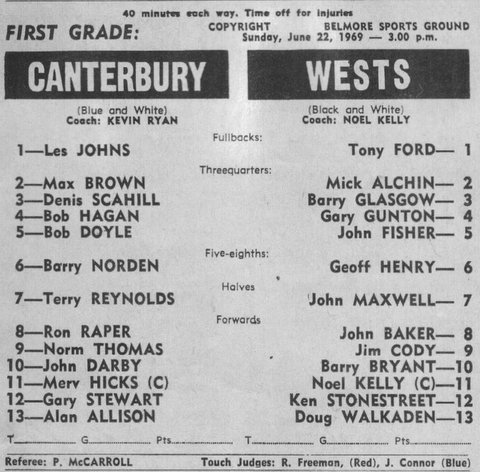 40 minutes each way. Time off for injuries
FIRST GRADE: COPYRIGHT BELMORE SPORTS GROUND
Sunday, June 22, 1969 — 3.00 p.m.
CANTERBURY WESTS
(Blue and White) (Black and White)
Coach: KEVIN RYAN Coach: NOEL KELLY
Fullbacks:
1—Les JOHNS Tony FORD— 1
Threequarters:
2—Max BROWN Mick ALCHIN— 2
3—Denis SCAHILL Barry GLASGOW— 3
4—Bob HAGAN Gary GUNTON— 4
5—Bob DOYLE John FISHER— 5
Five-eighths:
6—Barry NORDEN Geoff HENRY— 6
Halves
7—Terry REYNOLDS John MAXWELL— 7
Forwards
8—Ron RAPER John BAKER— 8
9—Norm THOMAS Jim CODY— 9
10—John DARBY Barry BRYANT—10
11—Merv HICKS (C) Noel KELLY (C)—11
12—Gary STEWART Ken STONESTREET—12
13—Alan ALLISON Doug WALKADEN—13
T............ G............ Pts............ T............ G............ Pts............
Referee: P. McCARROLL Touch Judges: R. Freeman, (Red), J. Connor (Blue)